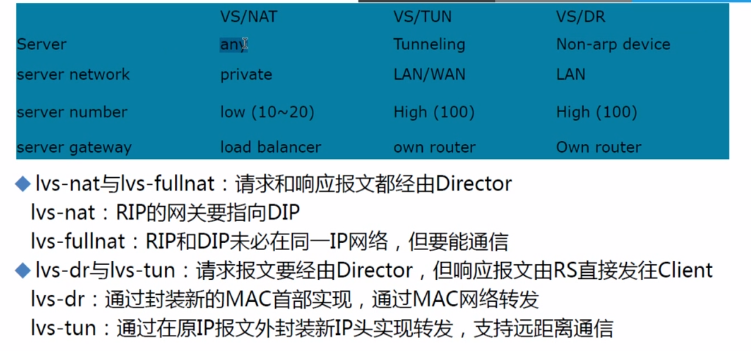 VS/NAT VS/TUN VS/DR
Server any Tunneling Non-arp device
server network private LAN/WAN LAN
server number low (10~20) High (100) High (100)
server gateway load balancer own router Own router
lvs-nat与lvs-fullnat：请求和响应报文都经由Director
lvs-nat：RIP的网关要指向DIP
lvs-fullnat：RIP和DIP未必在同一IP网络，但要能通信
lvs-dr与lvs-tun：请求报文要经由Director，但响应报文由RS直接发往Client
lvs-dr：通过封装新的MAC首部实现，通过MAC网络转发
lvs-tun：通过在原IP报文外封装新IP头实现转发，支持远距离通信